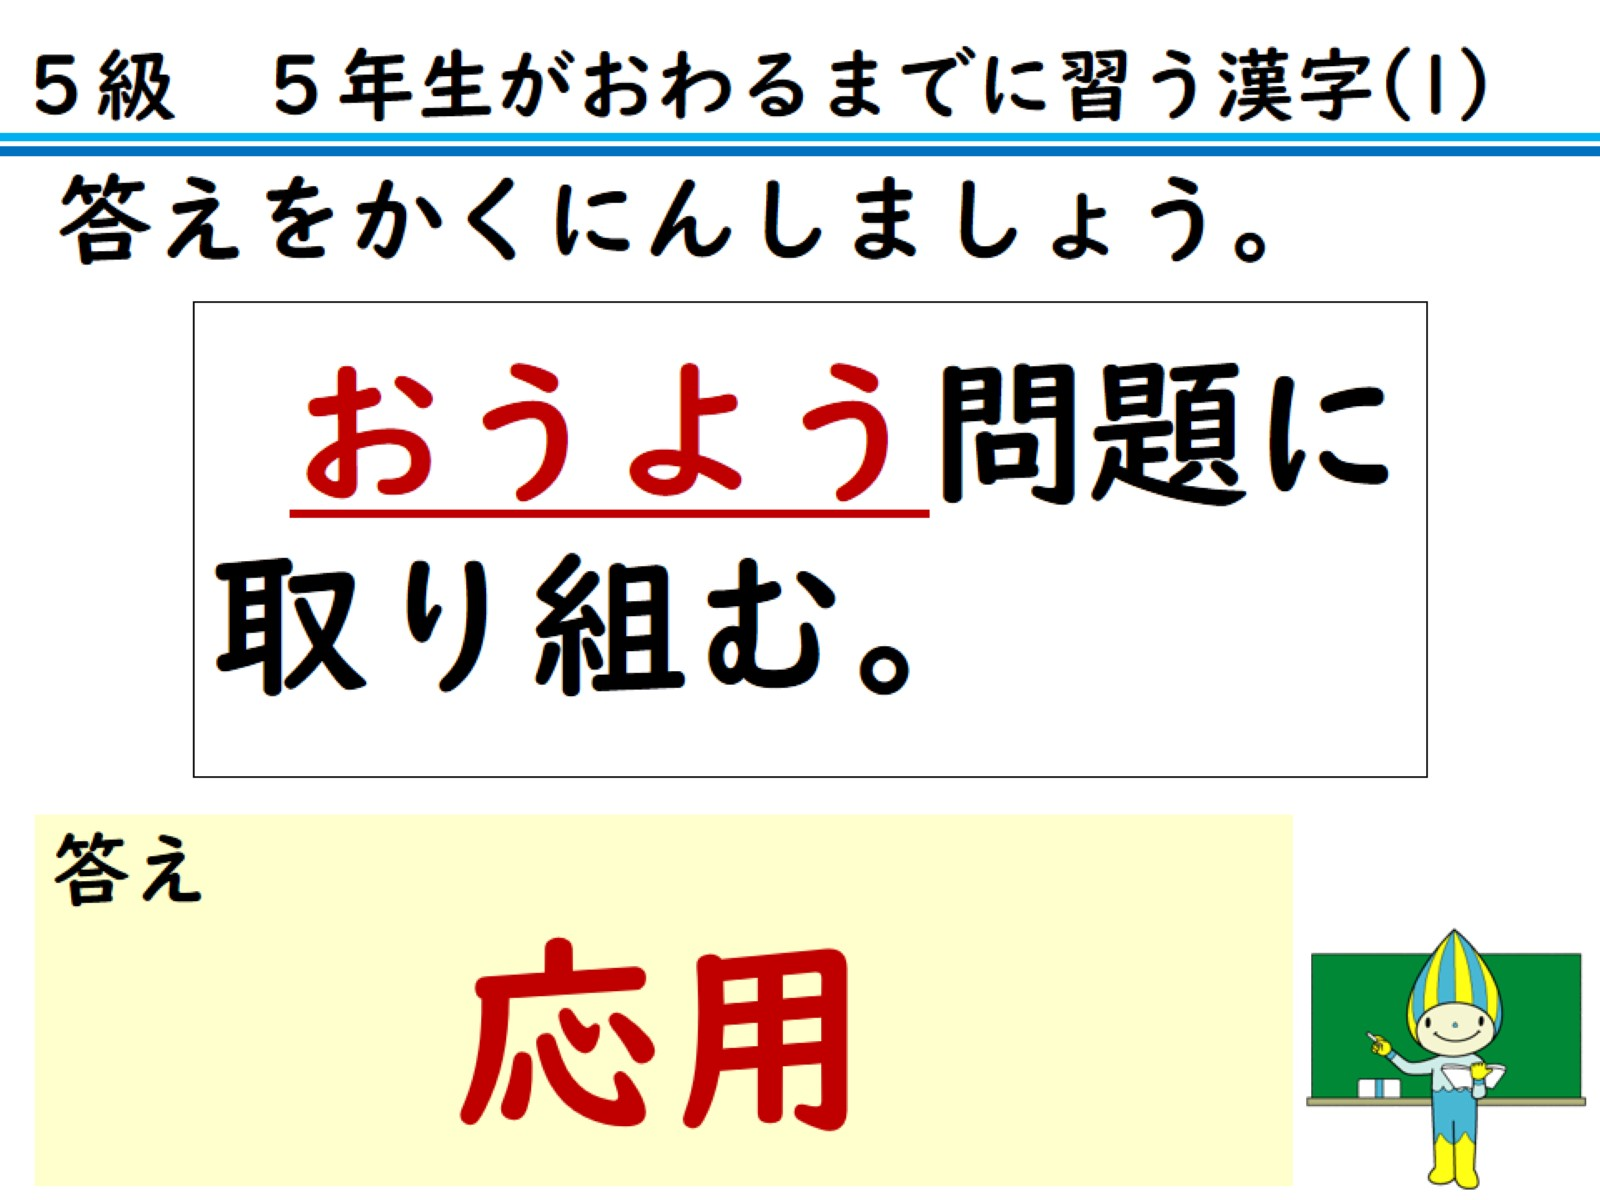 ５級　５年生がおわるまでに習う漢字(1)
答えをかくにんしましょう。
おうよう問題に
取り組む。
答え
応用